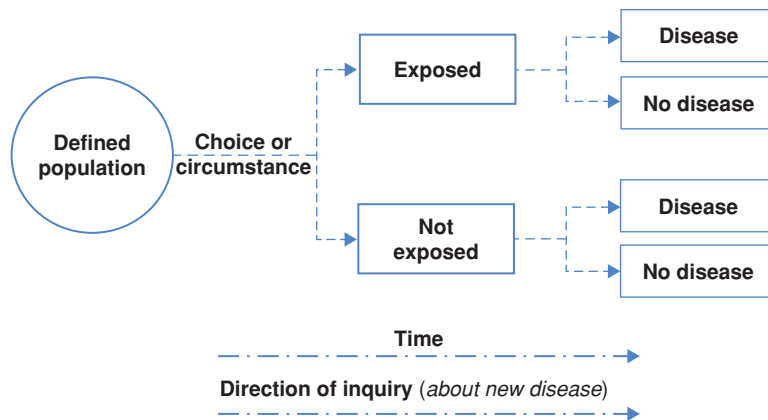 Defined
population
Choice or
circumstance
Exposed
Disease
No disease
Not
exposed
Disease
No disease
Time
Direction of inquiry (about new disease)